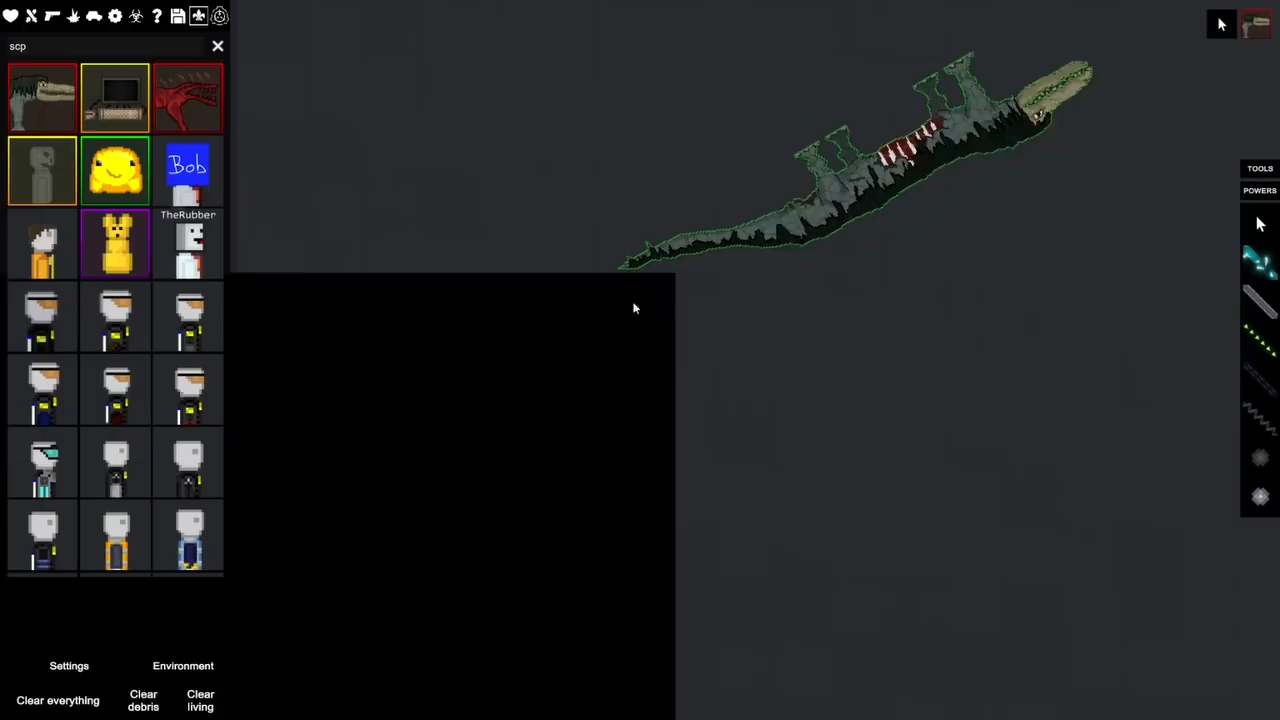 scp
Bob
TheRubber
TOOLS
POWERS
Settings
Environment
Clear everything
Clear debris
Clear living